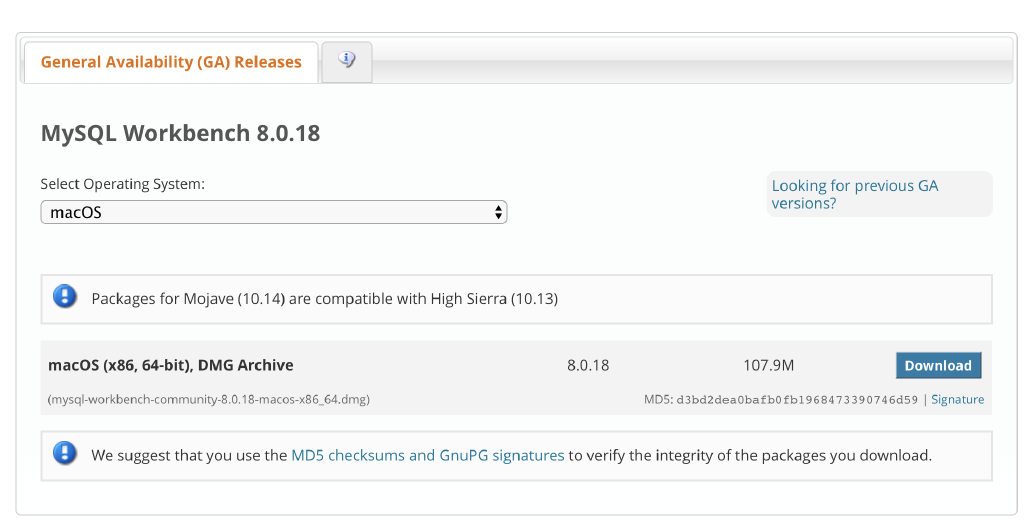 General Availability (GA) Releases
MySQL Workbench 8.0.18
Select Operating System:
macOS
Looking for previous GA
versions?
Packages for Mojave (10.14) are compatible with High Sierra (10.13)
macOS (x86, 64-bit), DMG Archive 8.0.18 107.9M Download
(mysql-workbench-community-8.0.18-macos-x86_64.dmg) MD5: d3bd2dea0bafb0fb1968473390746d59 | Signature
We suggest that you use the MD5 checksums and GnuPG signatures to verify the integrity of the packages you download.